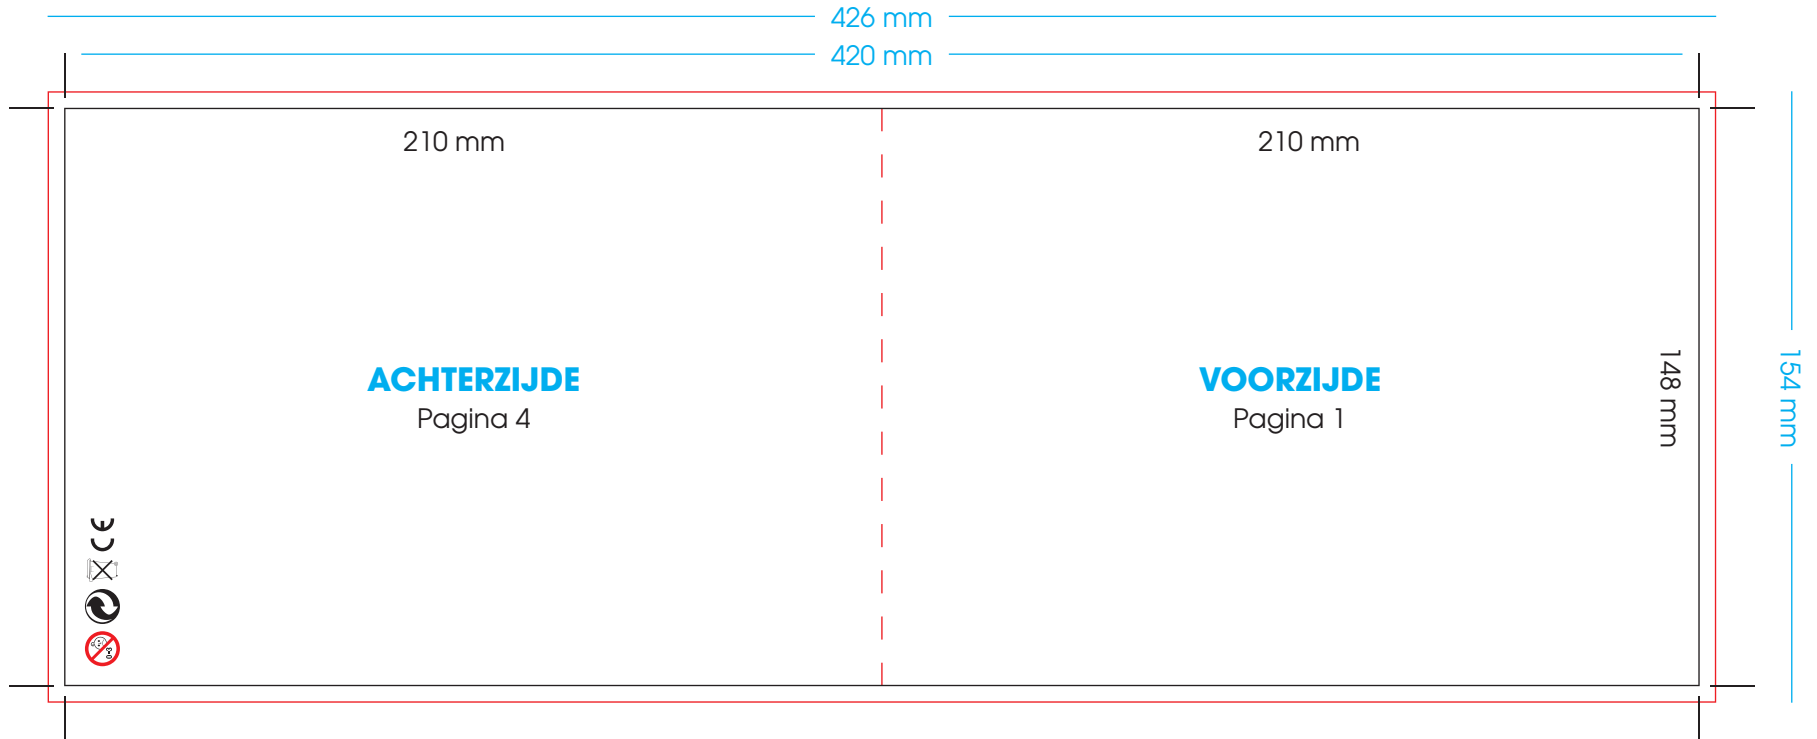 426 mm
420 mm
210 mm
210 mm
ACHTERZIJDE
Pagina 4
VOORZIJDE
Pagina 1
148 mm
154 mm
CE